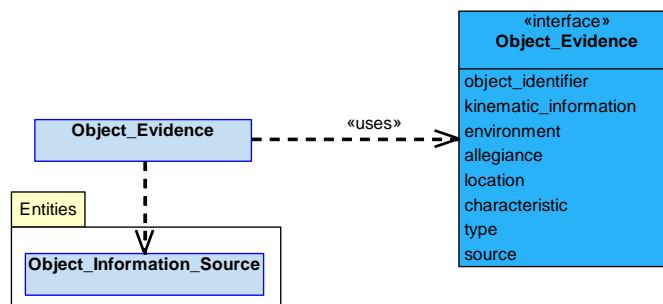 «interface»
Object_Evidence
object_identifier
kinematic_information
environment
allegiance
location
characteristic
type
source
Object_Evidence
«uses»
Entities
Object_Information_Source